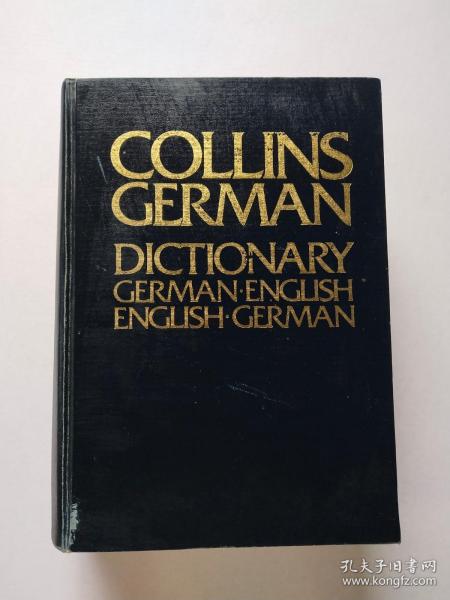 COLLINS
GERMAN
DICTIONARY
GERMAN·ENGLISH
ENGLISH·GERMAN
孔夫子旧书网
www.kongfz.com